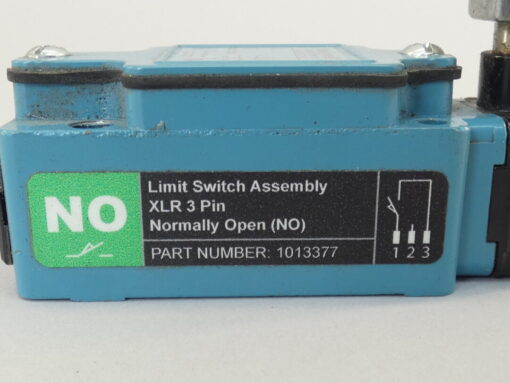 NO
Limit Switch Assembly
XLR 3 Pin
Normally Open (NO)
PART NUMBER: 1013377
1 2 3